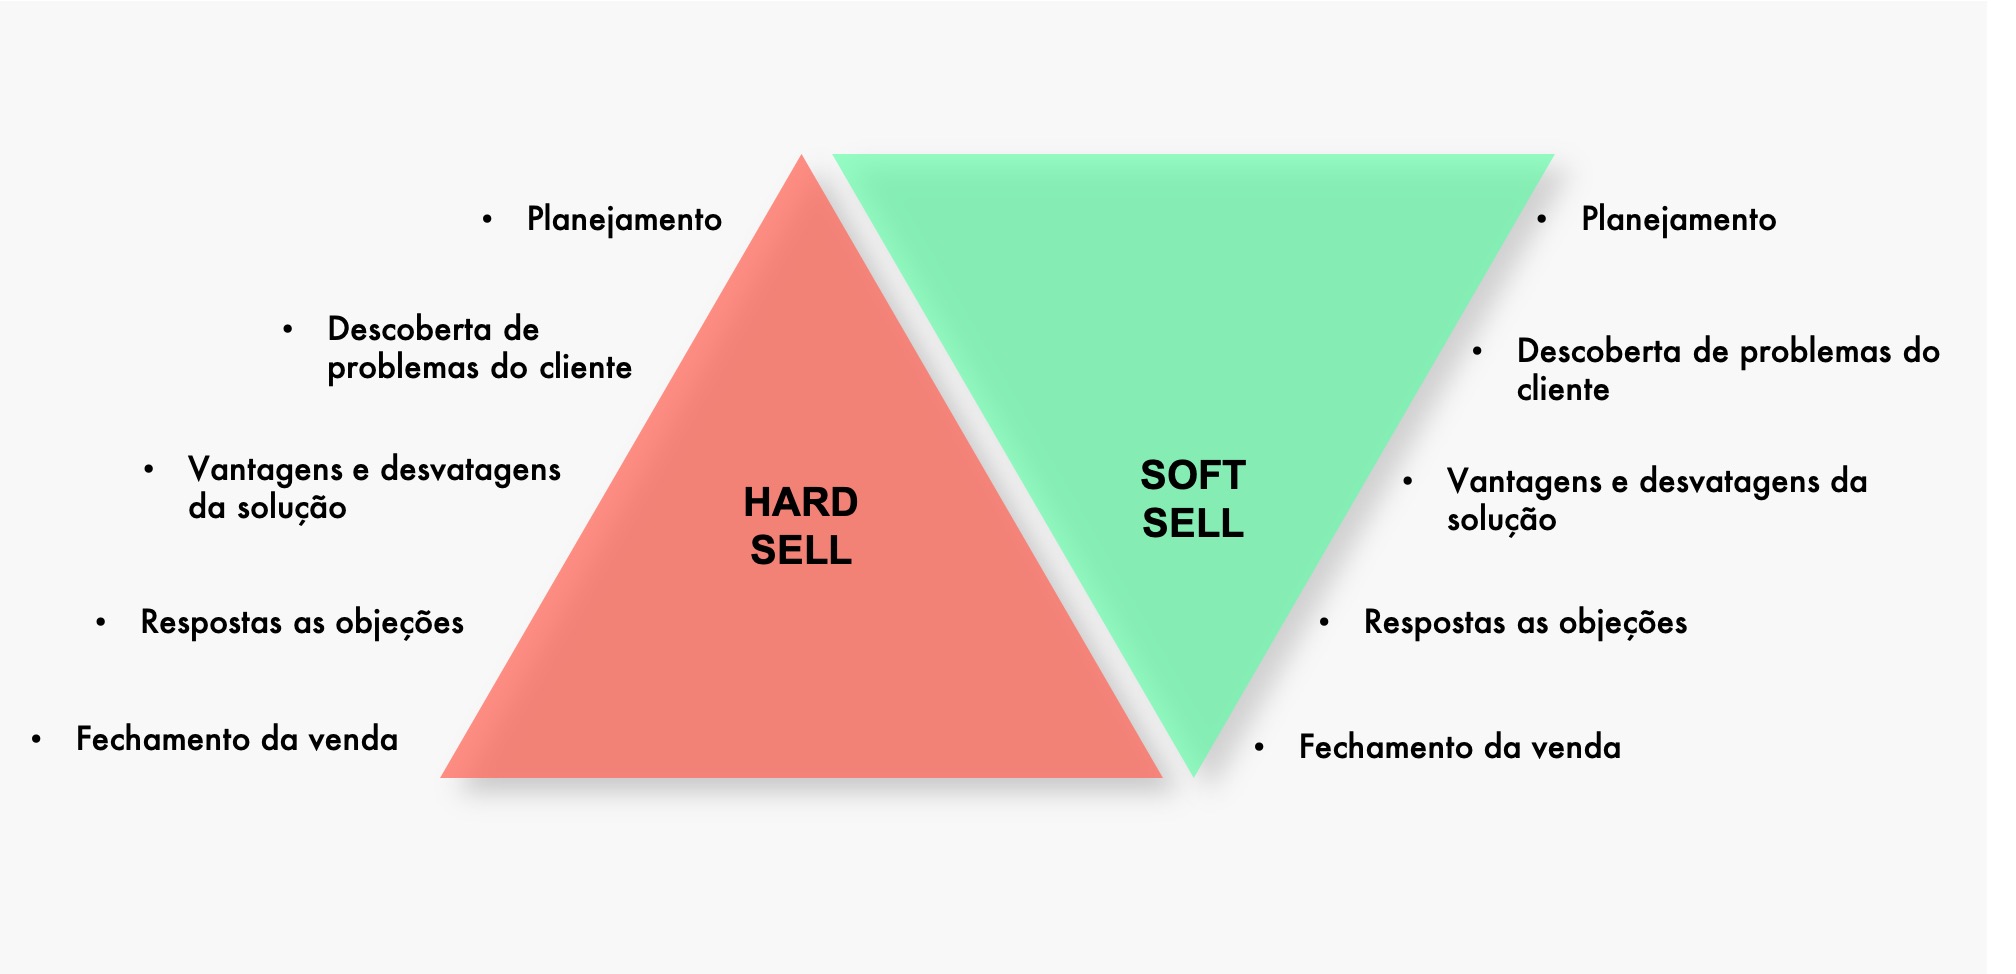 • Planejamento
• Descoberta de
problemas do cliente
• Vantagens e desvatagens
da solução
• Respostas as objeções
• Fechamento da venda
HARD
SELL
SOFT
SELL
• Planejamento
• Descoberta de problemas do
cliente
• Vantagens e desvatagens da
solução
• Respostas as objeções
• Fechamento da venda